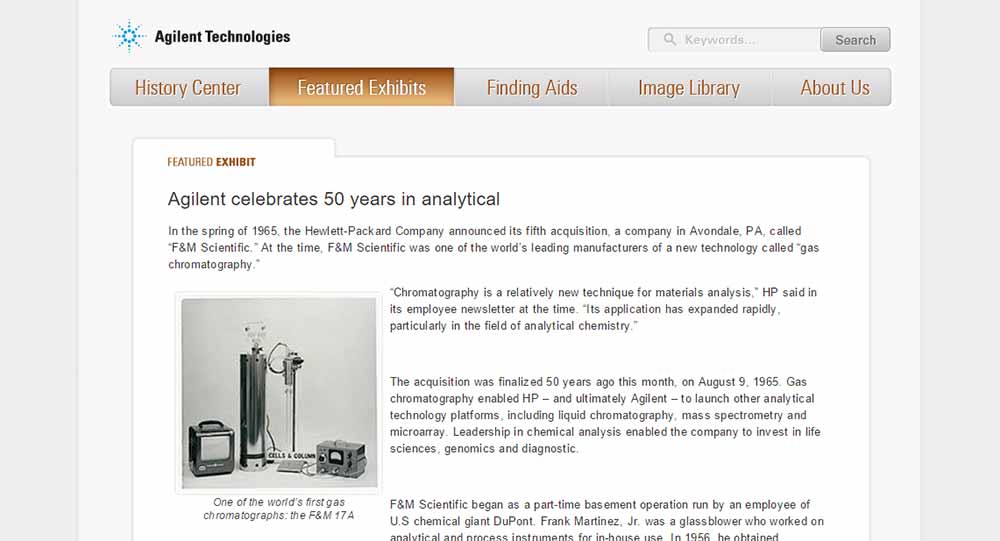 Agilent Technologies
Keywords...
Search
History Center
Featured Exhibits
Finding Aids
Image Library
About Us
FEATURED EXHIBIT
Agilent celebrates 50 years in analytical
In the spring of 1965, the Hewlett-Packard Company announced its fifth acquisition, a company in Avondale, PA, called
“F&M Scientific.” At the time, F&M Scientific was one of the world’s leading manufacturers of a new technology called “gas
chromatography.”
“Chromatography is a relatively new technique for materials analysis,” HP said in
its employee newsletter at the time. “Its application has expanded rapidly,
particularly in the field of analytical chemistry.”
The acquisition was finalized 50 years ago this month, on August 9, 1965. Gas
chromatography enabled HP – and ultimately Agilent – to launch other analytical
technology platforms, including liquid chromatography, mass spectrometry and
microarray. Leadership in chemical analysis enabled the company to invest in life
sciences, genomics and diagnostic.
CELLS & COLUMN
One of the world’s first gas
chromatographs: the F&M 17A
F&M Scientific began as a part-time basement operation run by an employee of
U.S chemical giant DuPont. Frank Martinez, Jr. was a glassblower who worked on
analytical and process instruments for in-house use. In 1956, he obtained